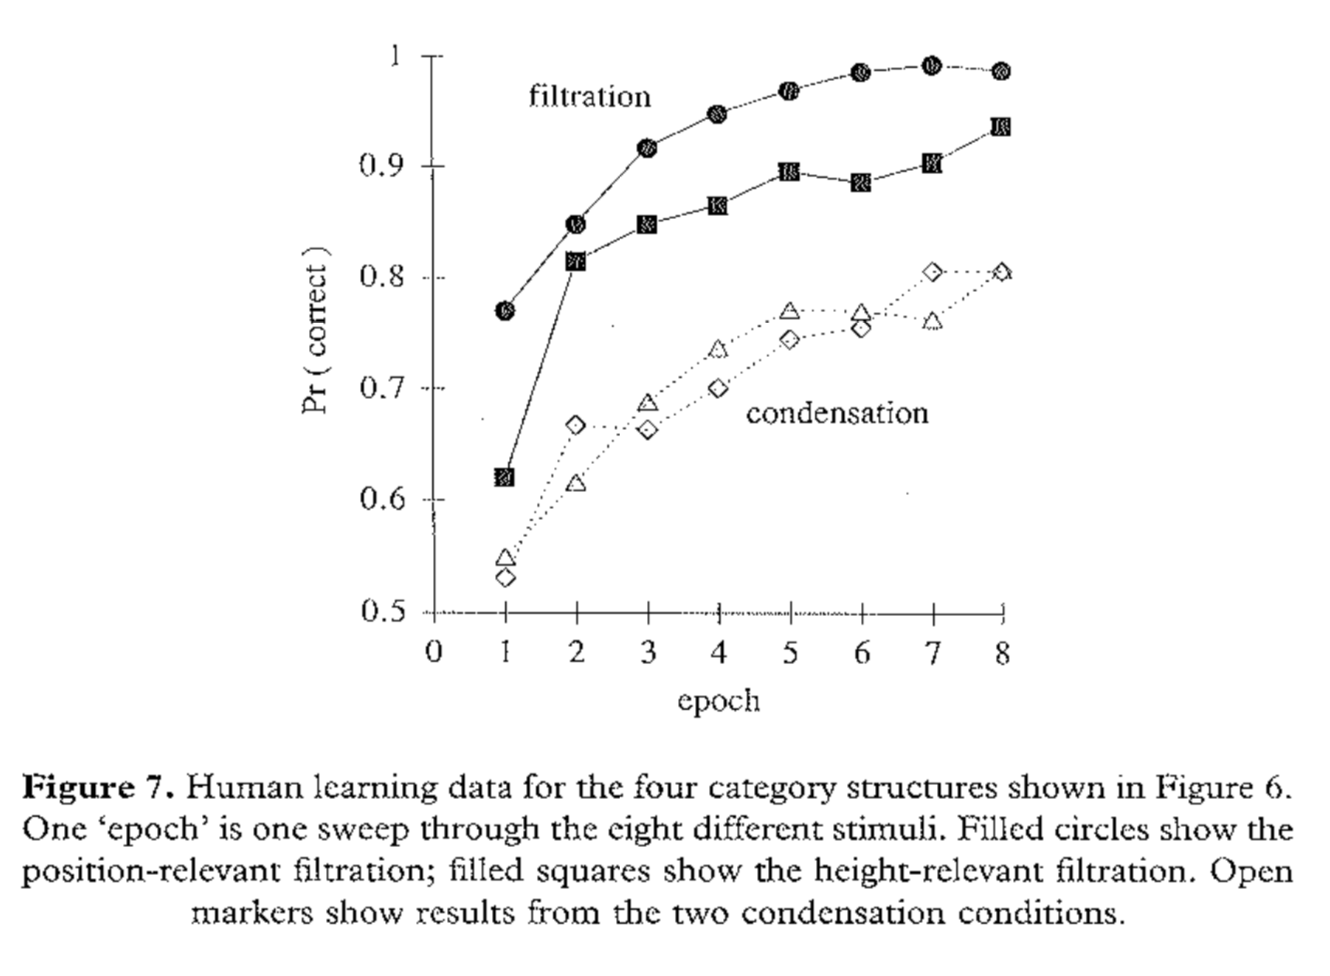 1
filtration
0.9
0.8
0.7
condensation
0.6
0.5
Pr ( correct )
0 1 2 3 4 5 6 7 8
epoch
Figure 7. Human learning data for the four category structures shown in Figure 6.
One ‘epoch’ is one sweep through the eight different stimuli. Filled circles show the
position-relevant filtration; filled squares show the height-relevant filtration. Open
markers show results from the two condensation conditions.